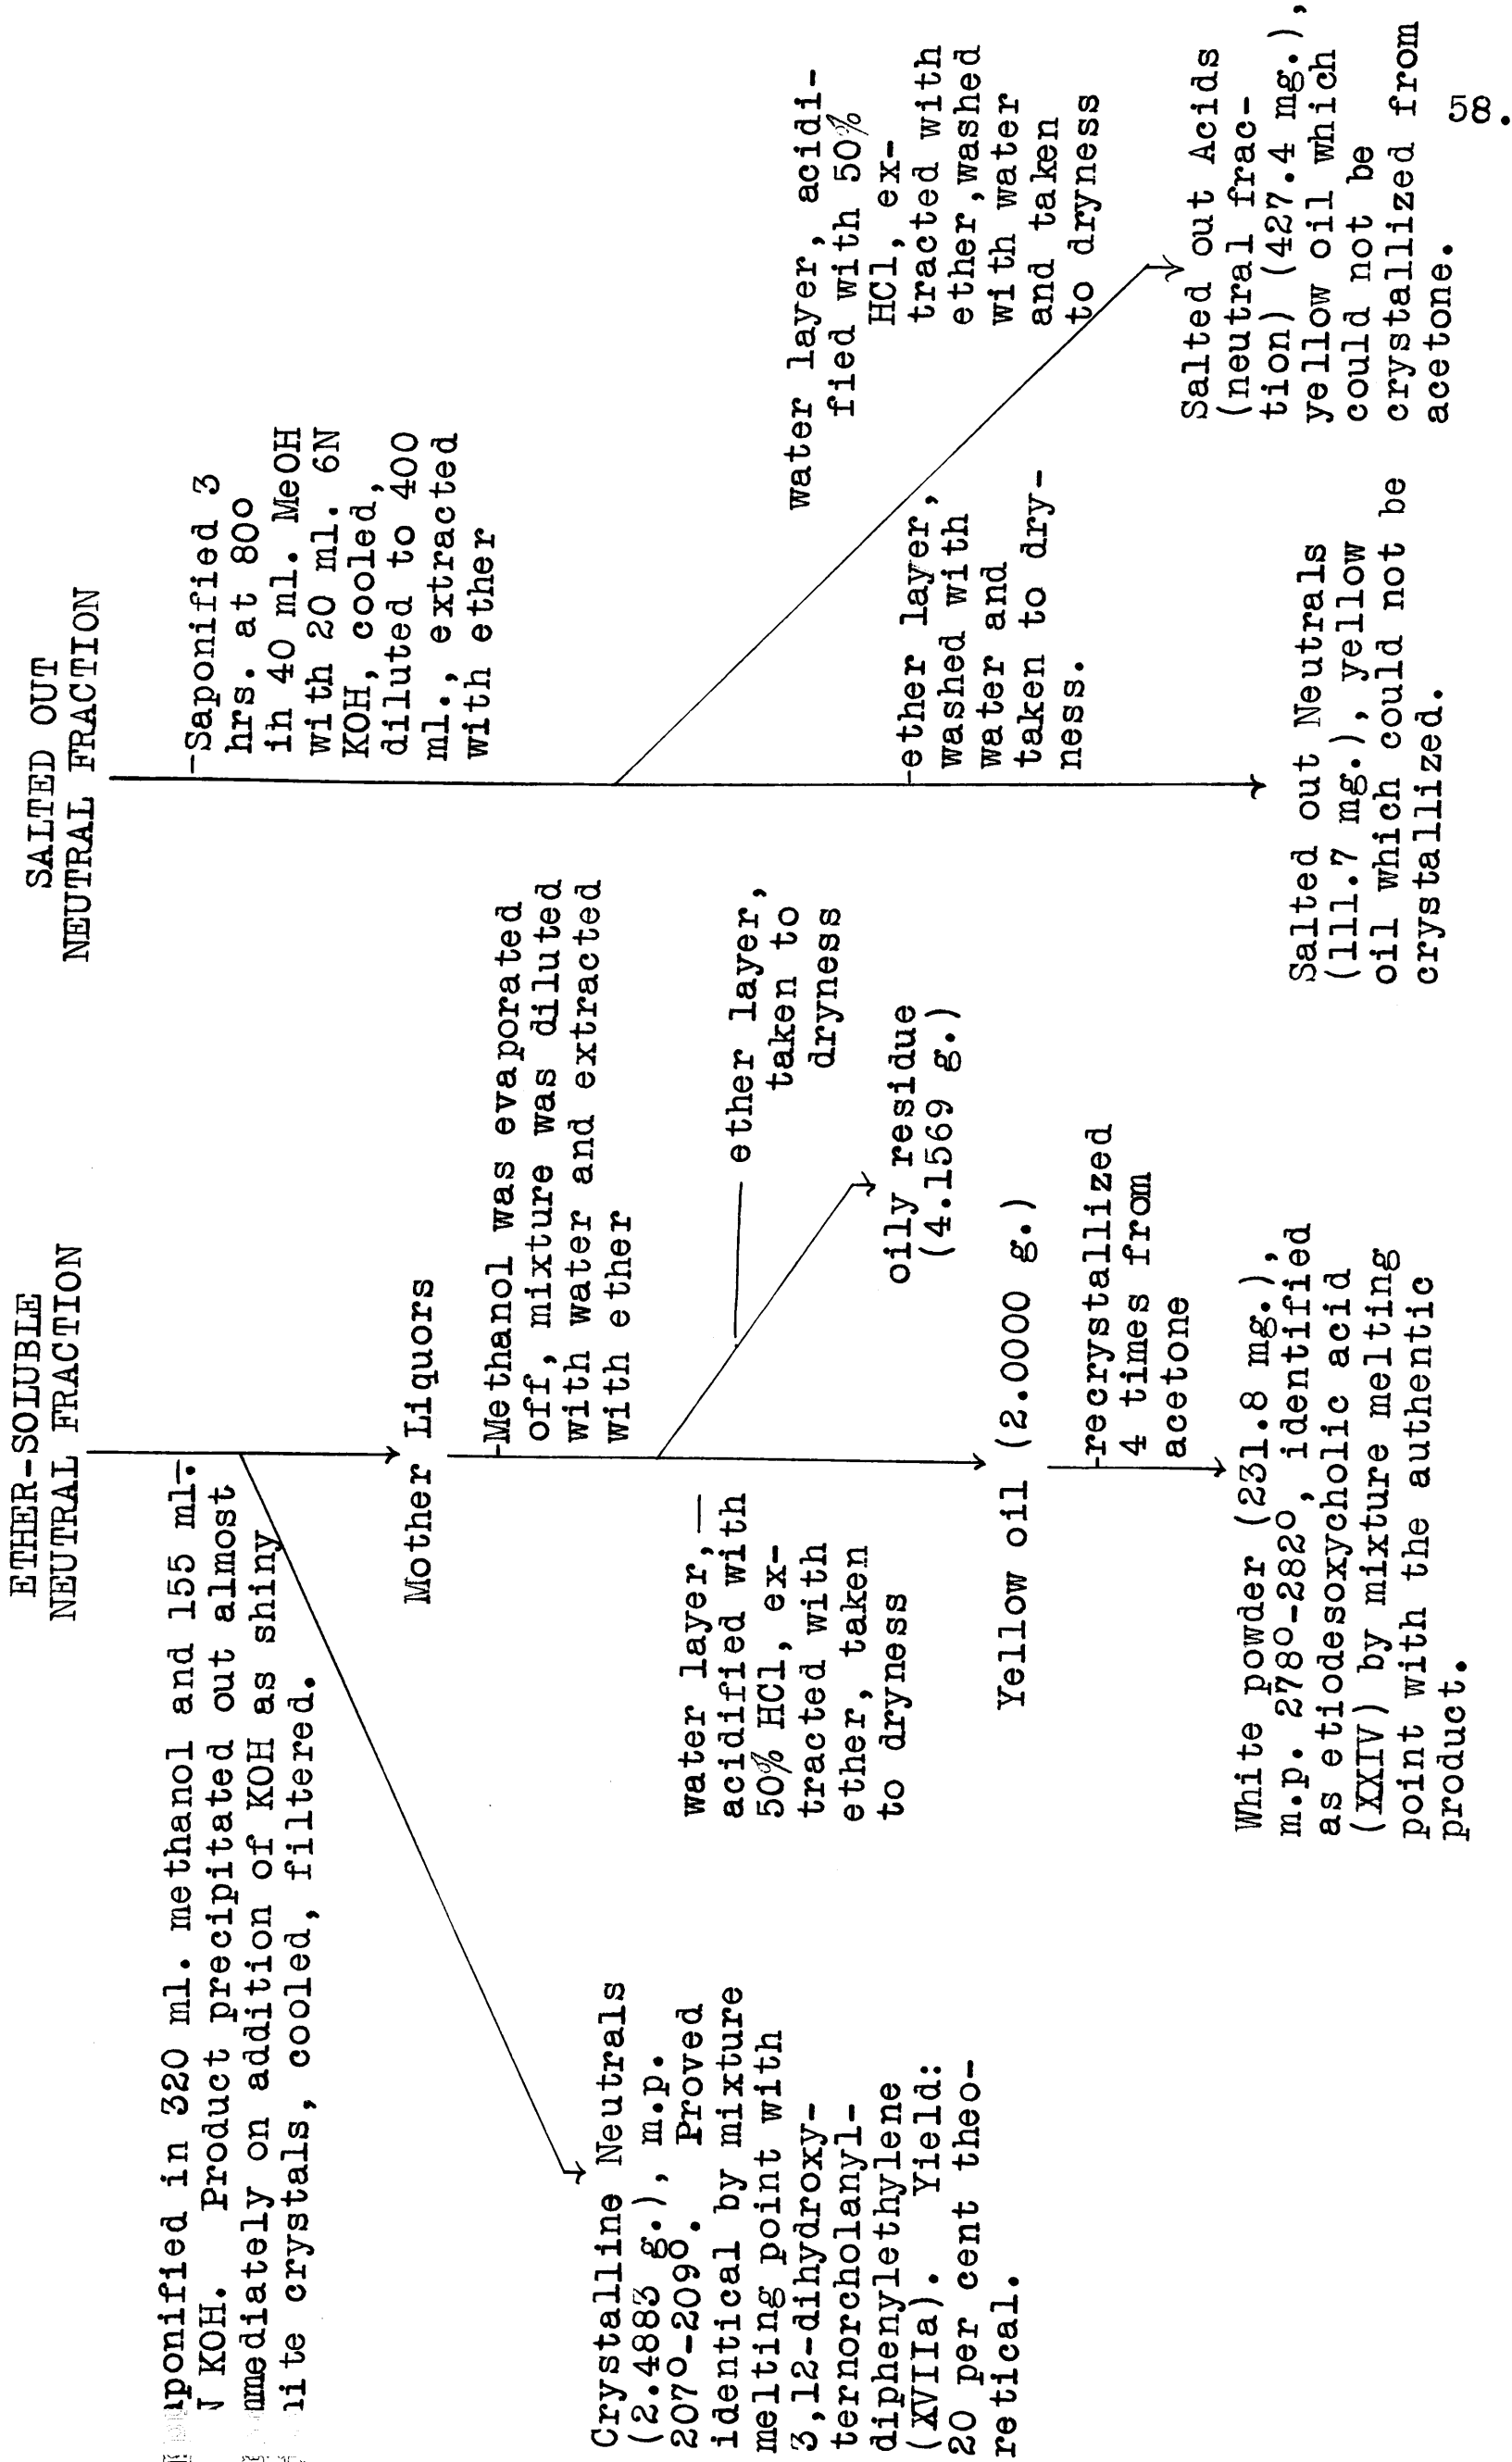 ETHER-SOLUBLE
NEUTRAL FRACTION
in 320 ml. methanol and 155 ml.
KOH. Product precipitated out almost
on addition of KOH as shiny
crystals, cooled, filtered.
Crystalline Neutrals
(2.4883 g.), m.p.
207°-209°. Proved
identical by mixture
melting point with
3,12-dihydroxy-
ternorcholanyl-
diphenylethylene
(XVIIa). Yield:
20 per cent theo-
retical.
Mother Liquors
-Methanol was evaporated
off, mixture was diluted
with water and extracted
with ether
water layer, —
acidified with
50% HCl, ex-
tracted with
ether, taken
to dryness
ether layer,
taken to
dryness
oily residue
(4.1569 g.)
Yellow oil (2.0000 g.)
-recrystallized
4 times from
acetone
White powder (231.8 mg.),
m.p. 278°-282°, identified
as etiodesoxycholic acid
(XXIV) by mixture melting
point with the authentic
product.
SALTED OUT
NEUTRAL FRACTION
-Saponified 3
hrs. at 80°
in 40 ml. MeOH
with 20 ml. 6N
KOH, cooled,
diluted to 400
ml., extracted
with ether
water layer, acidi-
fied with 50%
HCl, ex-
tracted with
ether,washed
with water
and taken
to dryness
-ether layer,
washed with
water and
taken to dry-
ness.
Salted out Neutrals
(111.7 mg.), yellow
oil which could not be
crystallized.
Salted out Acids
(neutral frac-
tion) (427.4 mg.),
yellow oil which
could not be
crystallized from
acetone.
58.